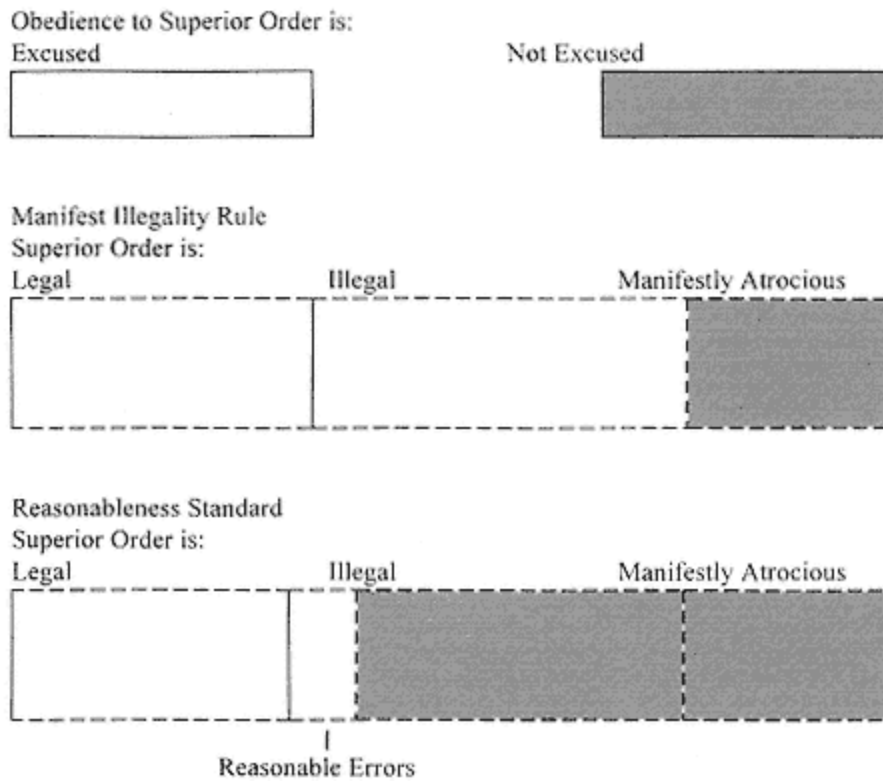 Obedience to Superior Order is:
Excused Not Excused
Manifest Illegality Rule
Superior Order is:
Legal Illegal Manifestly Atrocious
Reasonableness Standard
Superior Order is:
Legal Illegal Manifestly Atrocious
Reasonable Errors